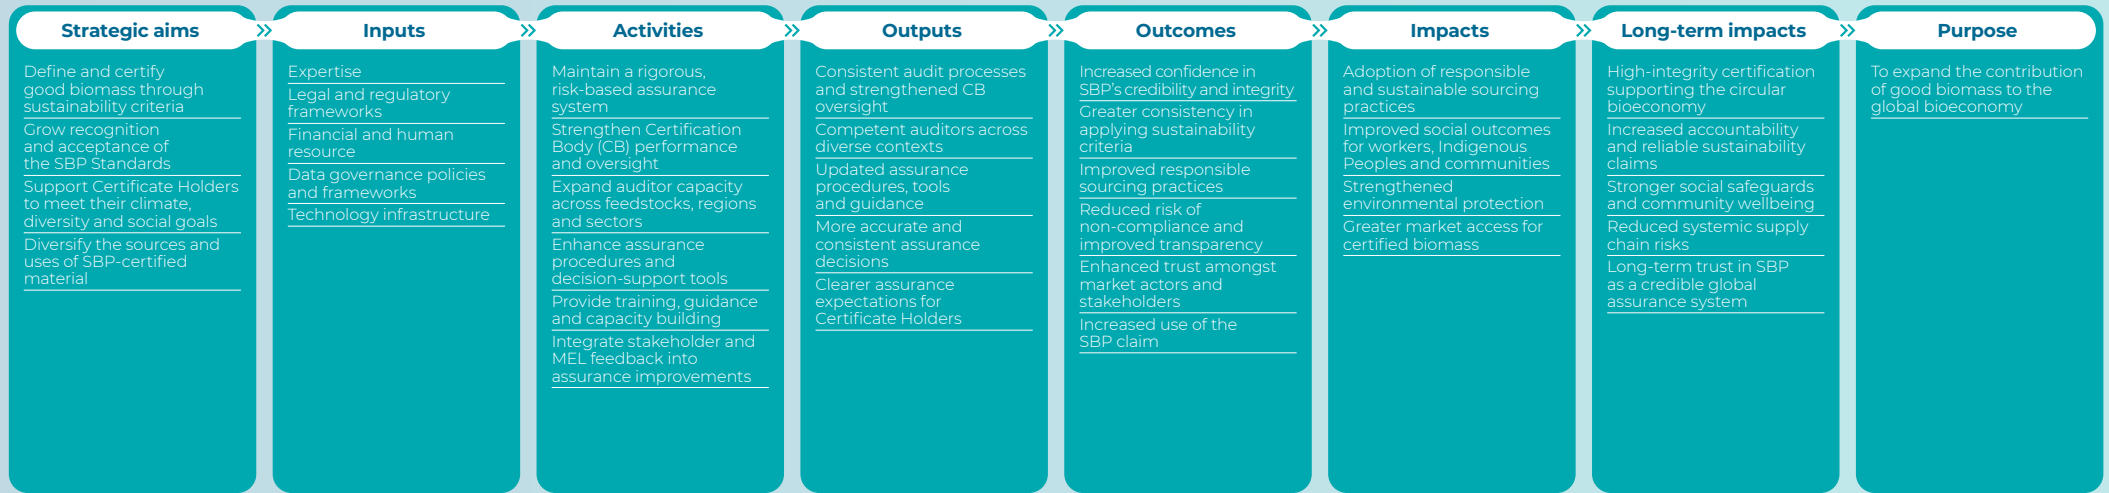 Strategic aims
Define and certify
good biomass through
sustainability criteria
Grow recognition
and acceptance of
the SBP Standards
Support Certificate Holders
to meet their climate,
diversity and social goals
Diversify the sources and
uses of SBP-certified
material
Inputs
Expertise
Legal and regulatory
frameworks
Financial and human
resource
Data governance policies
and frameworks
Technology infrastructure
Activities
Maintain a rigorous,
risk-based assurance
system
Strengthen Certification
Body (CB) performance
and oversight
Expand auditor capacity
across feedstocks, regions
and sectors
Enhance assurance
procedures and
decision-support tools
Provide training, guidance
and capacity building
Integrate stakeholder and
MEL feedback into
assurance improvements
Outputs
Consistent audit processes
and strengthened CB
oversight
Competent auditors across
diverse contexts
Updated assurance
procedures, tools
and guidance
More accurate and
consistent assurance
decisions
Clearer assurance
expectations for
Certificate Holders
Outcomes
Increased confidence in
SBP’s credibility and integrity
Greater consistency in
applying sustainability
criteria
Improved responsible
sourcing practices
Reduced risk of
non-compliance and
improved transparency
Enhanced trust amongst
market actors and
stakeholders
Increased use of the
SBP claim
Impacts
Adoption of responsible
and sustainable sourcing
practices
Improved social outcomes
for workers, Indigenous
Peoples and communities
Strengthened
environmental protection
Greater market access for
certified biomass
Long-term impacts
High-integrity certification
supporting the circular
bioeconomy
Increased accountability
and reliable sustainability
claims
Stronger social safeguards
and community wellbeing
Reduced systemic supply
chain risks
Long-term trust in SBP
as a credible global
assurance system
Purpose
To expand the contribution
of good biomass to the
global bioeconomy